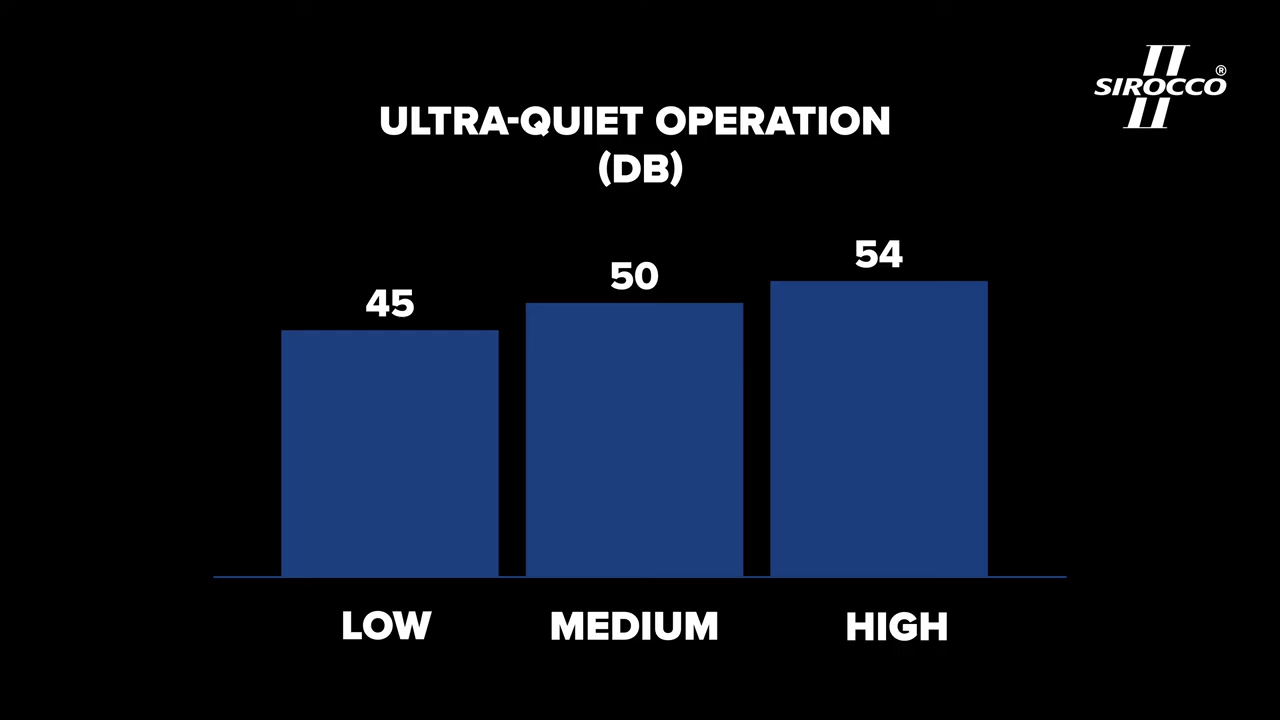 SIROCCO®
ULTRA-QUIET OPERATION
(DB)
45
50
54
LOW
MEDIUM
HIGH